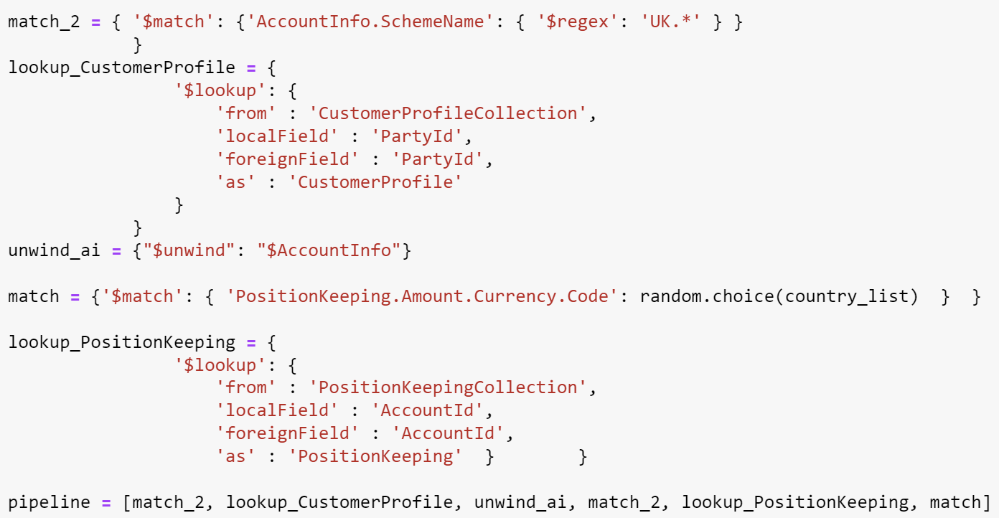 match_2 = { '$match': {'AccountInfo.SchemeName': { '$regex': 'UK.*' } }
            }
lookup_CustomerProfile = {
                '$lookup': {
                    'from' : 'CustomerProfileCollection',
                    'localField' : 'PartyId',
                    'foreignField' : 'PartyId',
                    'as' : 'CustomerProfile'
                }
            }
unwind_ai = {"$unwind": "$AccountInfo"}

match = {'$match': { 'PositionKeeping.Amount.Currency.Code': random.choice(country_list)  }  }

lookup_PositionKeeping = {
                '$lookup': {
                    'from' : 'PositionKeepingCollection',
                    'localField' : 'AccountId',
                    'foreignField' : 'AccountId',
                    'as' : 'PositionKeeping'  }        }

pipeline = [match_2, lookup_CustomerProfile, unwind_ai, match_2, lookup_PositionKeeping, match]